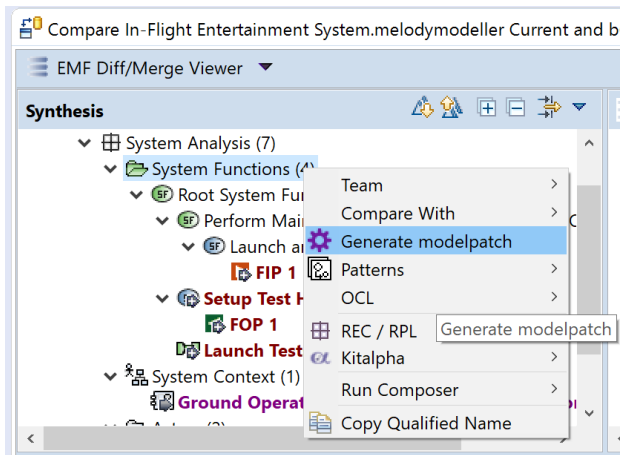 Compare In-Flight Entertainment System.melodymodeller Current and b
EMF Diff/Merge Viewer
Synthesis
System Analysis (7)
System Functions (4)
Root System Fu
Perform Mai
Launch a
FIP 1
Setup Test H
FOP 1
Launch Test
System Context (1)
Ground Operat
Team
Compare With
Generate modelpatch
Patterns
OCL
REC / RPL
Generate modelpatch
Kitalpha
Run Composer
Copy Qualified Name